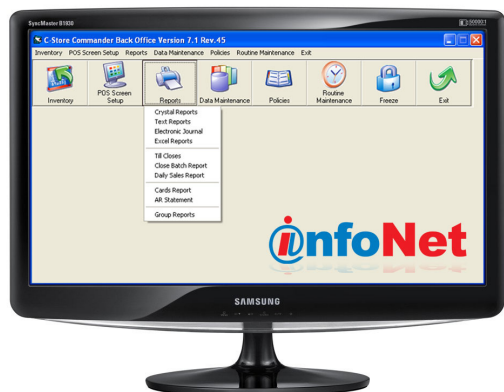 SyncMaster B1930
C-Store Commander Back Office Version 7.1 Rev.45
Inventory POS Screen Setup Reports Data Maintenance Policies Routine Maintenance Exit
Inventory
POS Screen
Setup
Reports
Data Maintenance
Policies
Routine
Maintenance
Freeze
Exit
Crystal Reports
Text Reports
Electronic Journal
Excel Reports
Till Closes
Close Batch Report
Daily Sales Report
Cards Report
AR Statement
Group Reports
infoNet
SAMSUNG